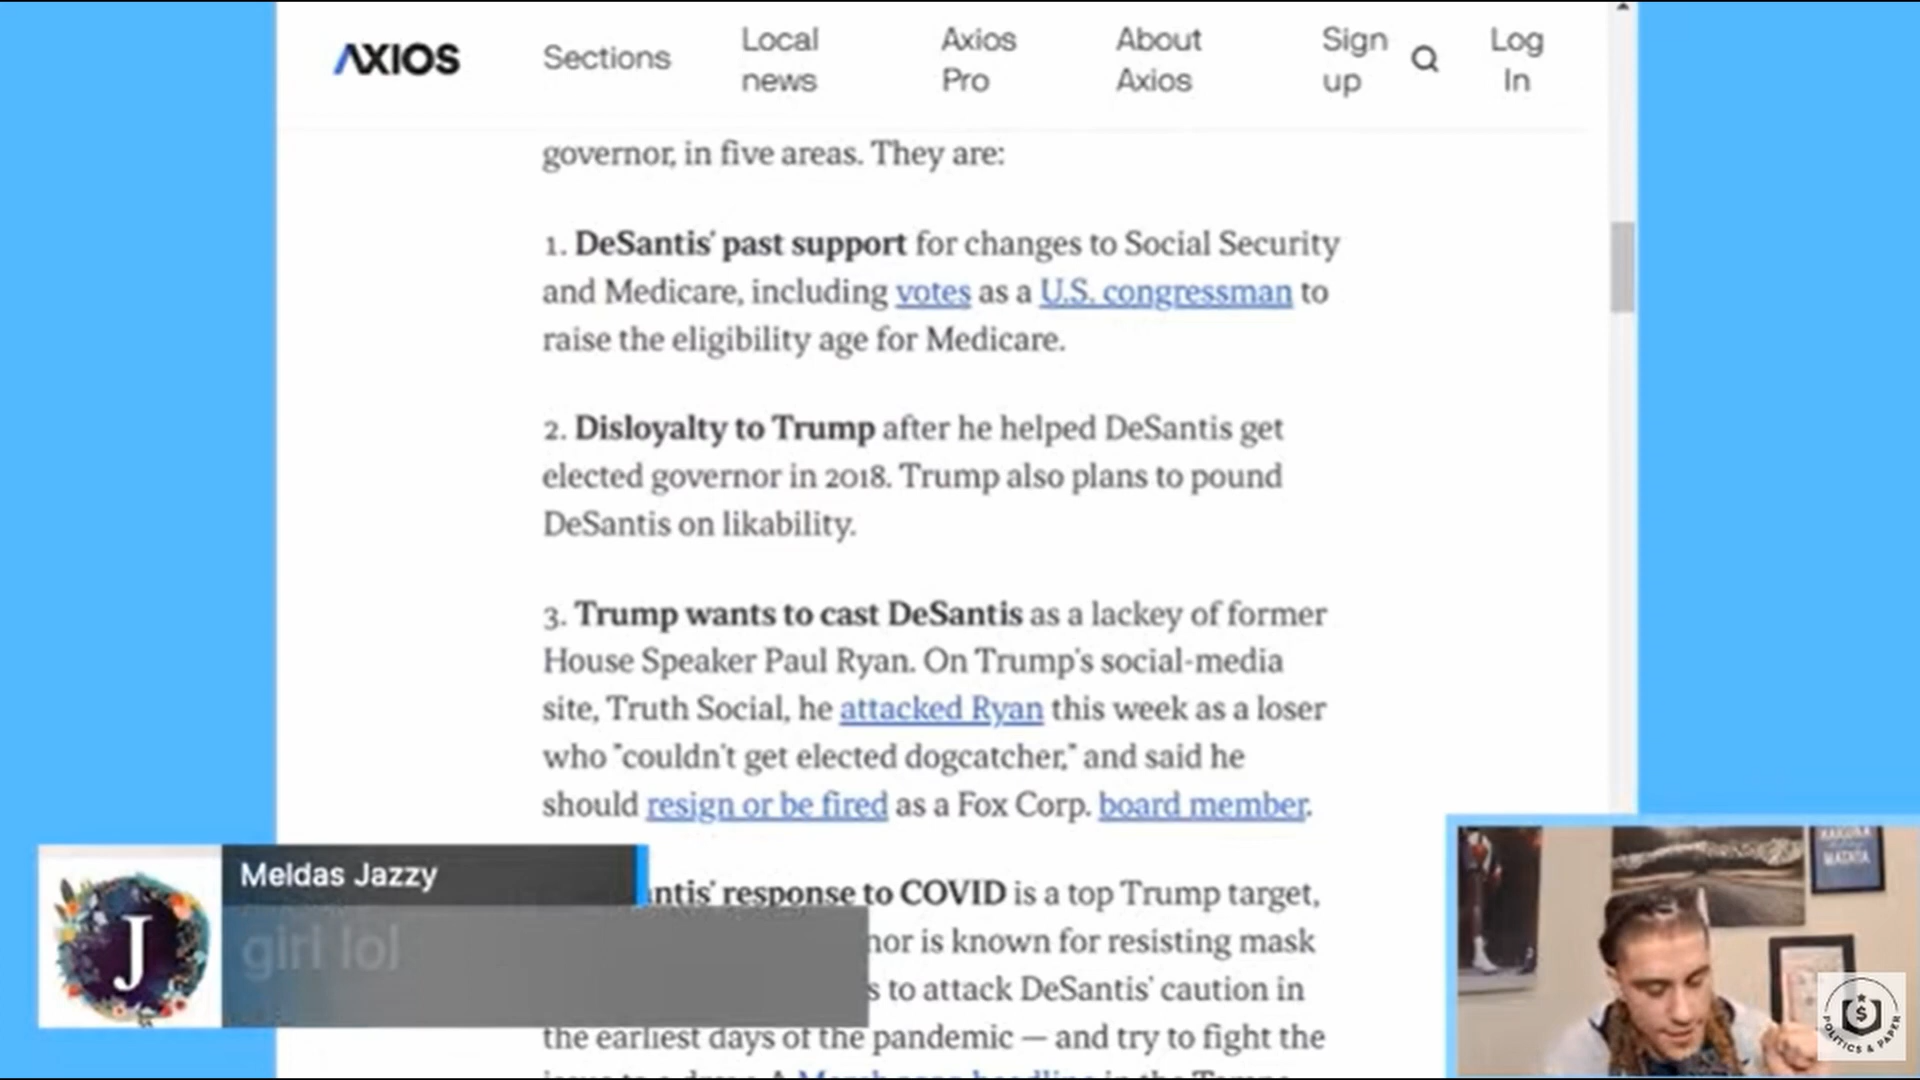 AXIOS
Sections
Local
news
Axios
Pro
About
Axios
Sign
up
Log
In
governor, in five areas. They are:
1. DeSantis' past support for changes to Social Security
and Medicare, including votes as a U.S. congressman to
raise the eligibility age for Medicare.
2. Disloyalty to Trump after he helped DeSantis get
elected governor in 2018. Trump also plans to pound
DeSantis on likability.
3. Trump wants to cast DeSantis as a lackey of former
House Speaker Paul Ryan. On Trump's social-media
site, Truth Social, he attacked Ryan this week as a loser
who "couldn't get elected dogcatcher," and said he
should resign or be fired as a Fox Corp. board member.
ntis' response to COVID is a top Trump target,
nor is known for resisting mask
s to attack DeSantis' caution in
the earliest days of the pandemic — and try to fight the
Meldas Jazzy
girl lol
J
HAKUNA
MATATA
POLITICS & PAPER